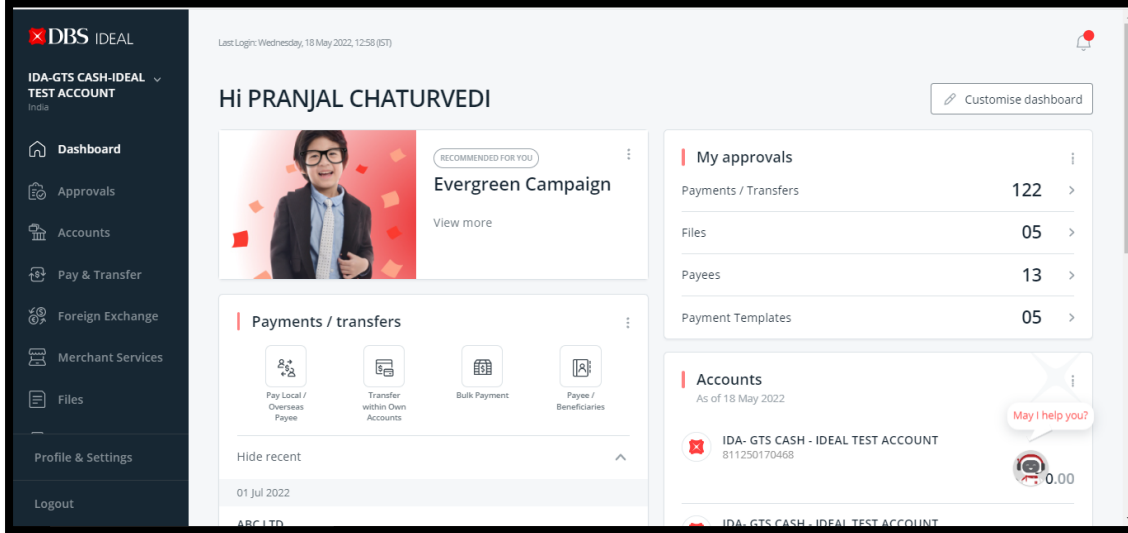 DBS IDEAL
IDA-GTS CASH-IDEAL
TEST ACCOUNT
India
Dashboard
Approvals
Accounts
Pay & Transfer
Foreign Exchange
Merchant Services
Files
Profile & Settings
Logout
Last Login: Wednesday, 18 May 2022, 12:58 (IST)
Hi PRANJAL CHATURVEDI
Customise dashboard
RECOMMENDED FOR YOU
Evergreen Campaign
View more
Payments / transfers
Pay Local /
Overseas
Payee
Transfer
within Own
Accounts
Bulk Payment
Payee /
Beneficiaries
Hide recent
01 Jul 2022
ABC LTD
My approvals
Payments / Transfers 122
Files 05
Payees 13
Payment Templates 05
Accounts
As of 18 May 2022
May I help you?
IDA- GTS CASH - IDEAL TEST ACCOUNT
811250170468
0.00
IDA- GTS CASH - IDEAL TEST ACCOUNT